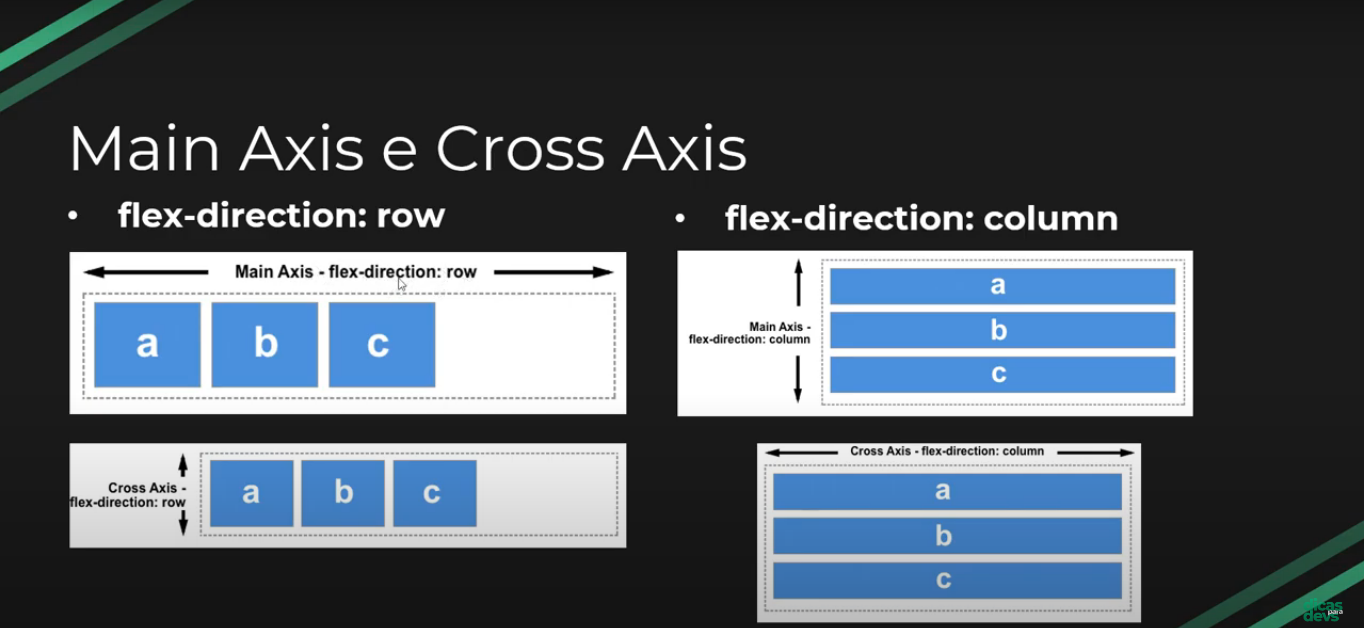 Main Axis e Cross Axis
• flex-direction: row
Main Axis - flex-direction: row
a b c
Cross Axis -
flex-direction: row
a b c
• flex-direction: column
Main Axis -
flex-direction: column
a
b
c
Cross Axis - flex-direction: column
a
b
c
dicas
para
devs